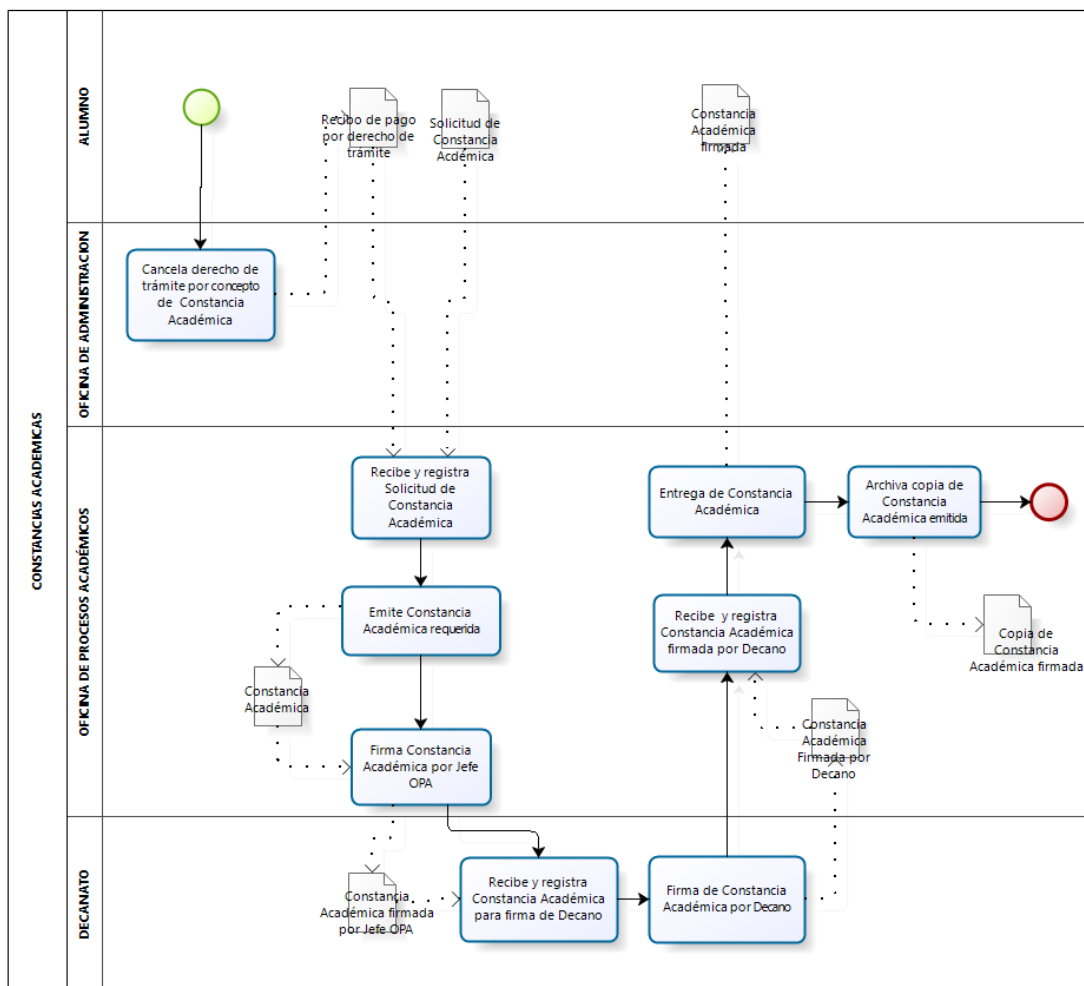 CONSTANCIAS ACADEMICAS
ALUMNO
Recibo de pago
por derecho de
trámite
Solicitud de
Constancia
Acdémica
Constancia
Académica
firmada
OFICINA DE ADMINISTRACION
Cancela derecho de
trámite por concepto
de Constancia
Académica
OFICINA DE PROCESOS ACADÉMICOS
Recibe y registra
Solicitud de
Constancia
Académica
Entrega de Constancia
Académica
Archiva copia de
Constancia
Académica emitida
Emite Constancia
Académica requerida
Recibe y registra
Constancia Académica
firmada por Decano
Copia de
Constancia
Académica firmada
Constancia
Académica
Constancia
Académica
Firmada por
Decano
Firma Constancia
Académica por Jefe
OPA
DECANATO
Constancia
Académica firmada
por Jefe OPA
Recibe y registra
Constancia Académica
para firma de Decano
Firma de Constancia
Académica por Decano